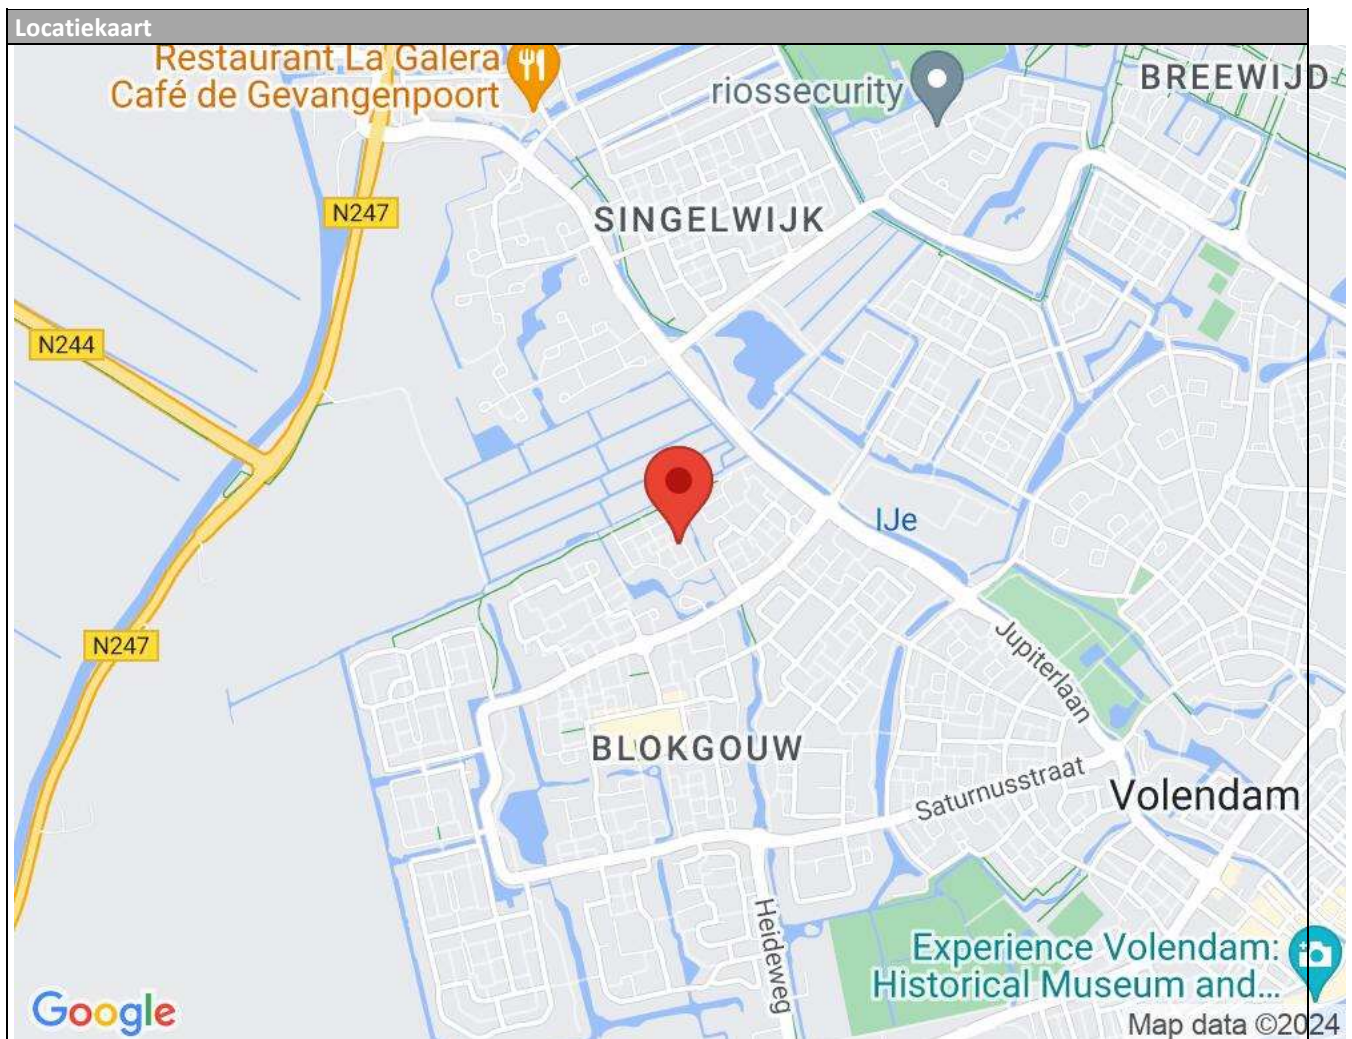 Locatiekaart
Restaurant La Galera
Café de Gevangenpoort
riossecurity
BREEWIJD
N247
SINGELWIJK
N244
IJe
N247
Jupiterlaan
BLOKGOUW
Saturnusstraat
Volendam
Heideweg
Experience Volendam:
Historical Museum and...
Google
Map data ©2024